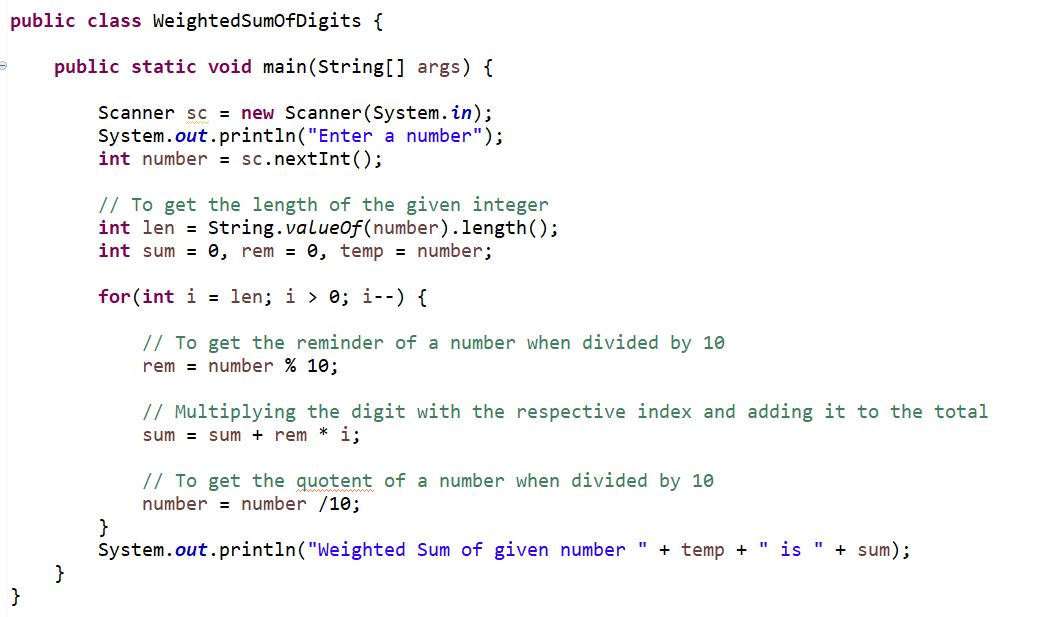 public class WeightedSumOfDigits {
public static void main(String[] args) {
Scanner sc = new Scanner(System.in);
System.out.println("Enter a number");
int number = sc.nextInt();
// To get the length of the given integer
int len = String.valueOf(number).length();
int sum = 0, rem = 0, temp = number;
for(int i = len; i > 0; i--) {
// To get the reminder of a number when divided by 10
rem = number % 10;
// Multiplying the digit with the respective index and adding it to the total
sum = sum + rem * i;
// To get the quotent of a number when divided by 10
number = number /10;
}
System.out.println("Weighted Sum of given number " + temp + " is " + sum);
}
}